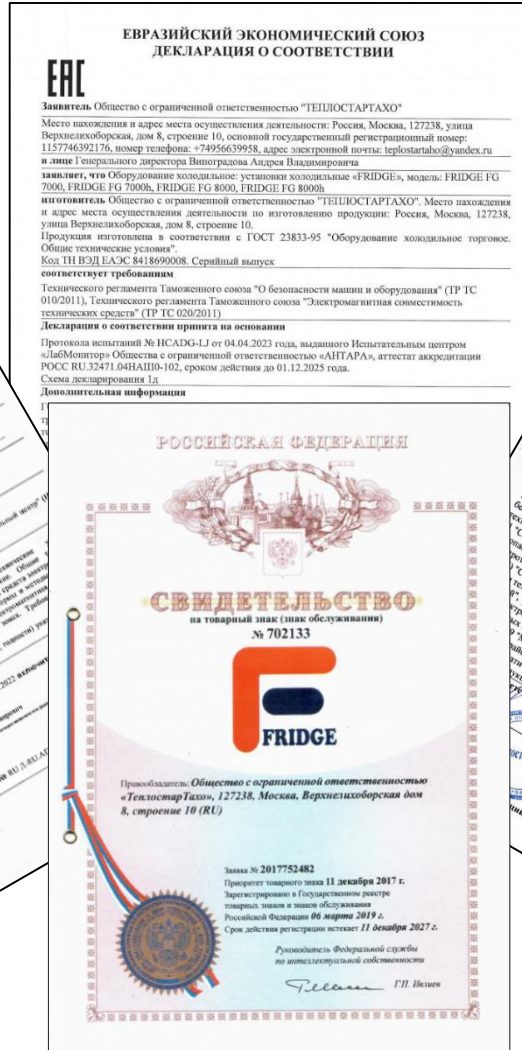 ЕВРАЗИЙСКИЙ ЭКОНОМИЧЕСКИЙ СОЮЗ
ДЕКЛАРАЦИЯ О СООТВЕТСТВИИ
ЕАС
Заявитель Общество с ограниченной ответственностью "ТЕПЛОСТАРТАХО"
Место нахождения и адрес места осуществления деятельности: Россия, Москва, 127238, улица
Верхнелихоборская, дом 8, строение 10, основной государственный регистрационный номер:
1157746392176, номер телефона: +74956639958, адрес электронной почты: teplostartaho@yandex.ru
в лице Генерального директора Виноградова Андрея Владимировича
заявляет, что Оборудование холодильное: установки холодильные «FRIDGE», модель: FRIDGE FG
7000, FRIDGE FG 7000h, FRIDGE FG 8000, FRIDGE FG 8000h
изготовитель Общество с ограниченной ответственностью "ТЕПЛОСТАРТАХО". Место нахождения
и адрес места осуществления деятельности по изготовлению продукции: Россия, Москва, 127238,
улица Верхнелихоборская, дом 8, строение 10.
Продукция изготовлена в соответствии с ГОСТ 23833-95 "Оборудование холодильное торговое.
Общие технические условия".
Код ТН ВЭД ЕАЭС 8418690008. Серийный выпуск
соответствует требованиям
Технического регламента Таможенного союза "О безопасности машин и оборудования" (ТР ТС
010/2011), Технического регламента Таможенного союза "Электромагнитная совместимость
технических средств" (ТР ТС 020/2011)
Декларация о соответствии принята на основании
Протокола испытаний № HCADG-LJ от 04.04.2023 года, выданного Испытательным центром
«ЛабМонитор» Общества с ограниченной ответственностью «АНТАРА», аттестат аккредитации
РОСС RU.32471.04НАШ0-102, сроком действия до 01.12.2025 года.
Схема декларирования 1д
Дополнительная информация
РОССИЙСКАЯ ФЕДЕРАЦИЯ
СВИДЕТЕЛЬСТВО
на товарный знак (знак обслуживания)
№ 702133
FRIDGE
Правообладатель: Общество с ограниченной ответственностью
«ТеплостарТахо», 127238, Москва, Верхнелихоборская дом
8, строение 10 (RU)
Заявка № 2017752482
Приоритет товарного знака 11 декабря 2017 г.
Зарегистрировано в Государственном реестре
товарных знаков и знаков обслуживания
Российской Федерации 06 марта 2019 г.
Срок действия регистрации истекает 11 декабря 2027 г.
Руководитель Федеральной службы
по интеллектуальной собственности
Г.П. Ивлиев